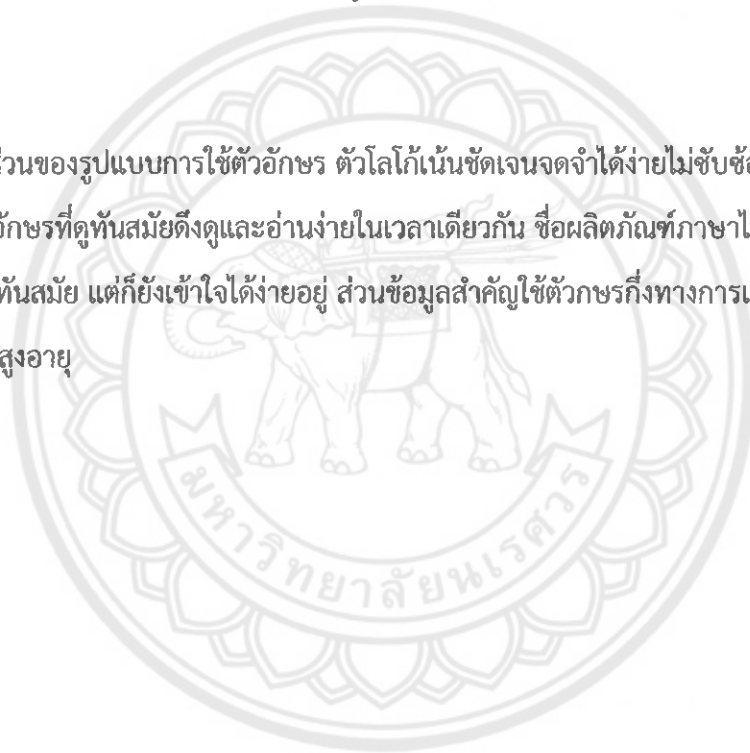 ส่วนของรูปแบบการใช้ตัวอักษร ตัวโลโก้เน้นชัดเจนจดจำได้ง่ายไม่ซับซ้อ
อักษรที่ดูทันสมัยดึงดูและอ่านง่ายในเวลาเดียวกัน ชื่อผลิตภัณฑ์ภาษาไ
ทันสมัย แต่ก็ยังเข้าใจได้ง่ายอยู่ ส่วนข้อมูลสำคัญใช้ตัวกษรกึ่งทางการเ
สูงอายุ
มหาวิทยาลัยนเรศวร